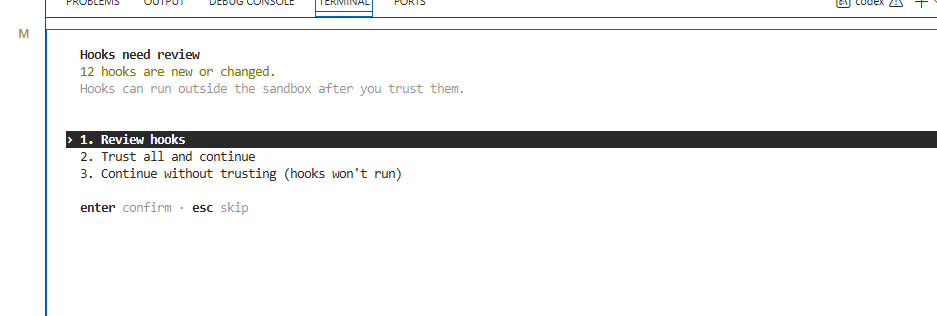 PROBLEMS OUTPUT DEBUG CONSOLE TERMINAL PORTS codex
M
Hooks need review
12 hooks are new or changed.
Hooks can run outside the sandbox after you trust them.
› 1. Review hooks
2. Trust all and continue
3. Continue without trusting (hooks won't run)
enter confirm · esc skip